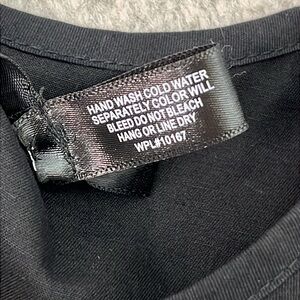 HAND WASH COLD WATER
SEPARATELY COLOR WILL
BLEED DO NOT BLEACH
HANG OR LINE DRY
WPL#10167